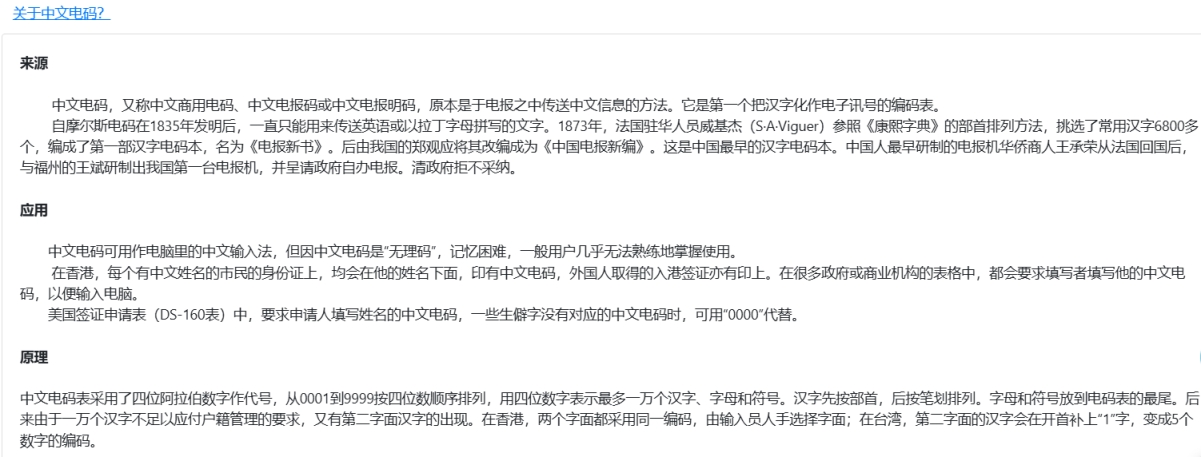 关于中文电码？
来源
中文电码，又称中文商用电码、中文电报码或中文电报明码，原本是于电报之中传送中文信息的方法。它是第一个把汉字化作电子讯号的编码表。
自摩尔斯电码在1835年发明后，一直只能用来传送英语或以拉丁字母拼写的文字。1873年，法国驻华人员威基杰（S·A·Viguer）参照《康熙字典》的部首排列方法，挑选了常用汉字6800多
个，编成了第一部汉字电码本，名为《电报新书》。后由我国的郑观应将其改编成为《中国电报新编》。这是中国最早的汉字电码本。中国人最早研制的电报机华侨商人王承荣从法国回国后，
与福州的王斌研制出我国第一台电报机，并呈请政府自办电报。清政府拒不采纳。
应用
中文电码可用作电脑里的中文输入法，但因中文电码是“无理码”，记忆困难，一般用户几乎无法熟练地掌握使用。
在香港，每个有中文姓名的市民的身份证上，均会在他的姓名下面，印有中文电码，外国人取得的入港签证亦有印上。在很多政府或商业机构的表格中，都会要求填写者填写他的中文电
码，以便输入电脑。
美国签证申请表（DS-160表）中，要求申请人填写姓名的中文电码，一些生僻字没有对应的中文电码时，可用“0000”代替。
原理
中文电码表采用了四位阿拉伯数字作代号，从0001到9999按四位数顺序排列，用四位数字表示最多一万个汉字、字母和符号。汉字先按部首，后按笔划排列。字母和符号放到电码表的最尾。后
来由于一万个汉字不足以应付户籍管理的要求，又有第二字面汉字的出现。在香港，两个字面都采用同一编码，由输入员人手选择字面；在台湾，第二字面的汉字会在开首补上“1”字，变成5个
数字的编码。